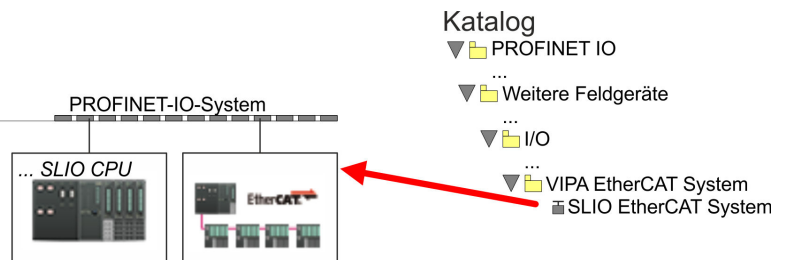 Katalog
PROFINET IO
...
Weitere Feldgeräte
...
I/O
...
VIPA EtherCAT System
SLIO EtherCAT System
PROFINET-IO-System
... SLIO CPU
EtherCAT